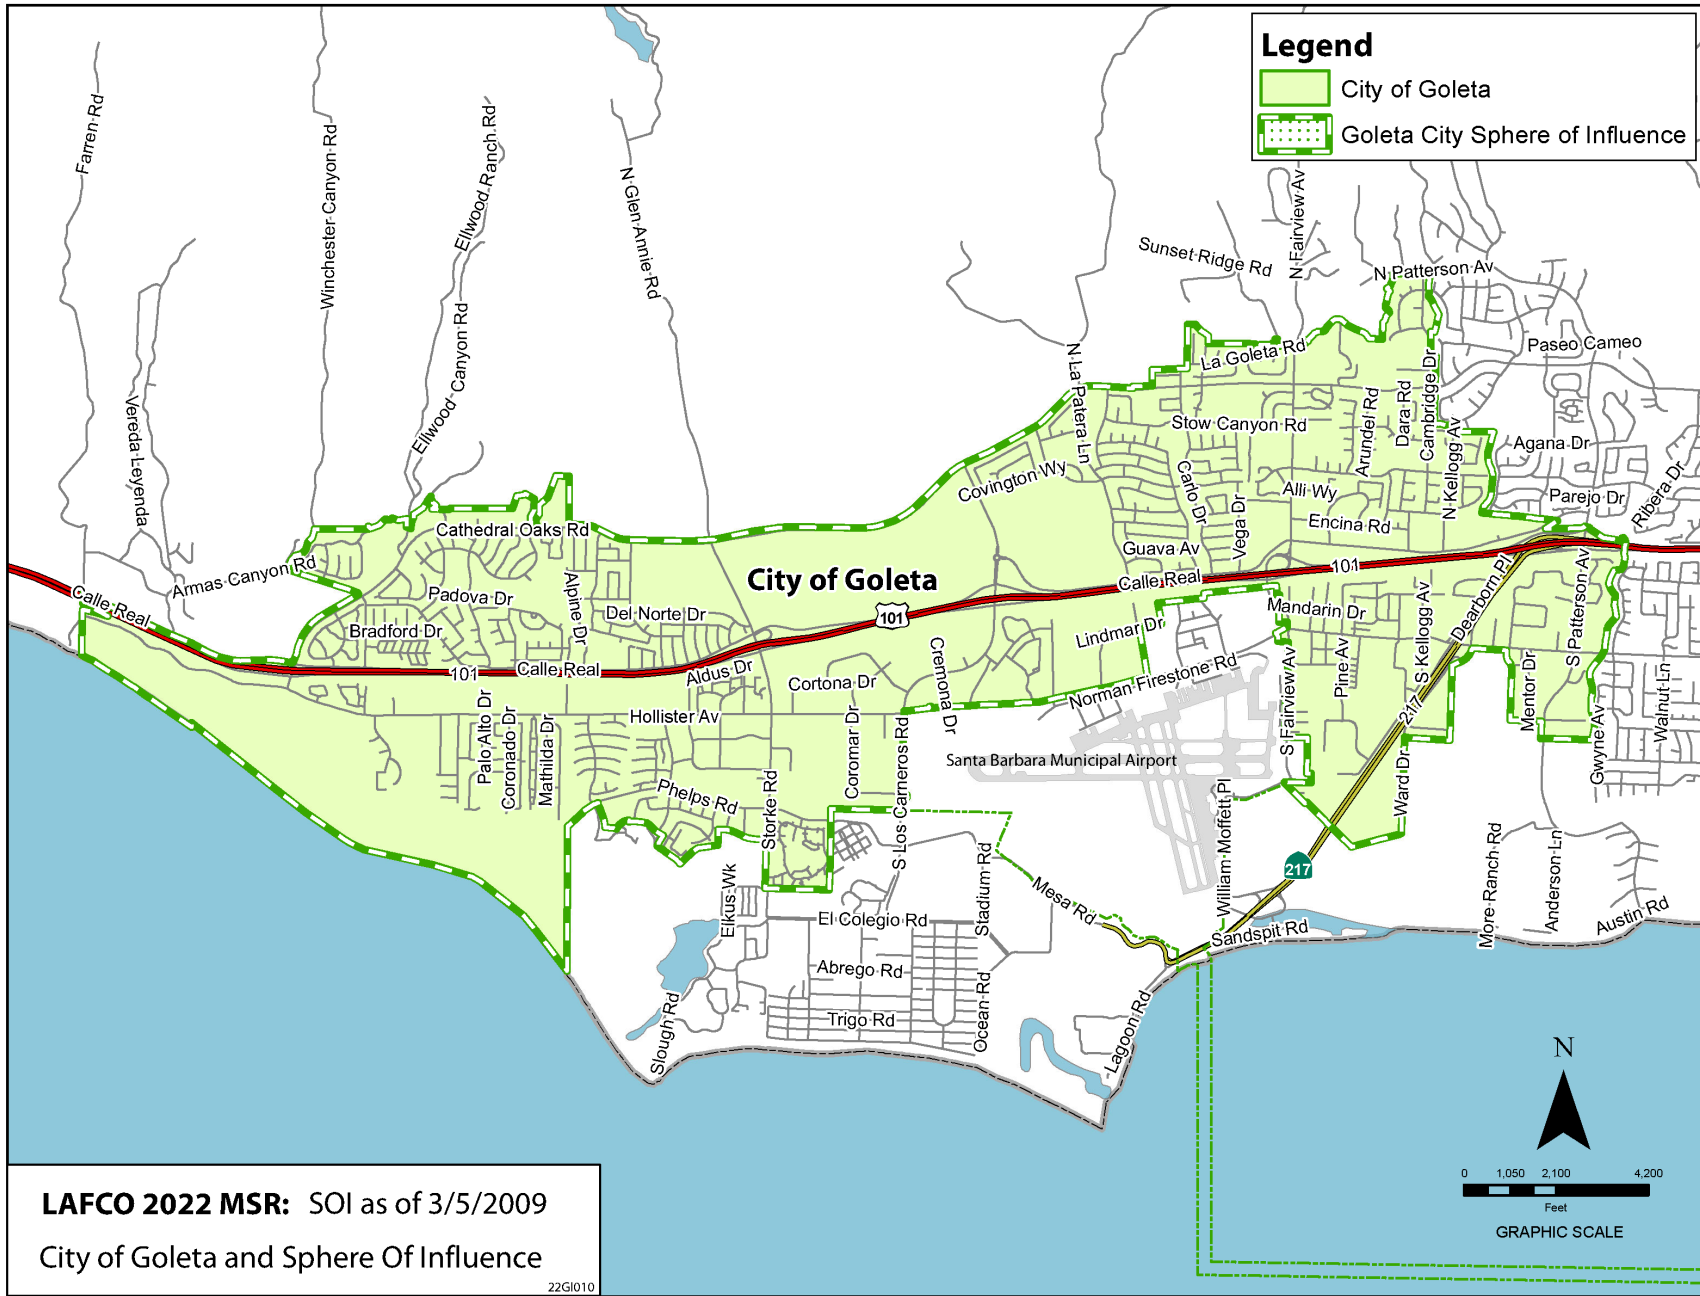 Legend
City of Goleta
Goleta City Sphere of Influence
Farren Rd
Winchester Canyon Rd
Ellwood Ranch Rd
N Glen Annie Rd
N Fairview Av
Sunset Ridge Rd
N Patterson Av
Ellwood Canyon Rd
Vereda Leyenda
N La Patera Ln
La Goleta Rd
Paseo Cameo
Stow Canyon Rd
Arundel Rd
Dara Rd
Cambridge Dr
N Kellogg Av
Agana Dr
Covington Wy
Carlo Dr
Alli Wy
Parejo Dr
Ribera Dr
Vega Dr
Encina Rd
Cathedral Oaks Rd
Guava Av
Armas Canyon Rd
Calle Real
City of Goleta
Calle Real
101
Dearborn Pl
S Patterson Av
Padova Dr
Alpine Dr
Del Norte Dr
101
Mandarin Dr
S Kellogg Av
Bradford Dr
Lindmar Dr
101
Calle Real
Aldus Dr
Cortona Dr
Cremona Dr
Norman Firestone Rd
S Fairview Av
Pine Av
217
Mentor Dr
Walnut Ln
Palo Alto Dr
Coronado Dr
Mathilda Dr
Hollister Av
Coromar Dr
S Los Carneros Rd
Santa Barbara Municipal Airport
Gwyne Av
Ward Dr
Phelps Rd
Storke Rd
William Moffett Pl
217
Elkus Wk
Stadium Rd
Mesa Rd
More Ranch Rd
Anderson Ln
Austin Rd
El Colegio Rd
Sandspit Rd
Abrego Rd
Ocean Rd
Trigo Rd
Slough Rd
Lagoon Rd
N
0 1,050 2,100 4,200
Feet
GRAPHIC SCALE
LAFCO 2022 MSR: SOI as of 3/5/2009
City of Goleta and Sphere Of Influence
22GI010